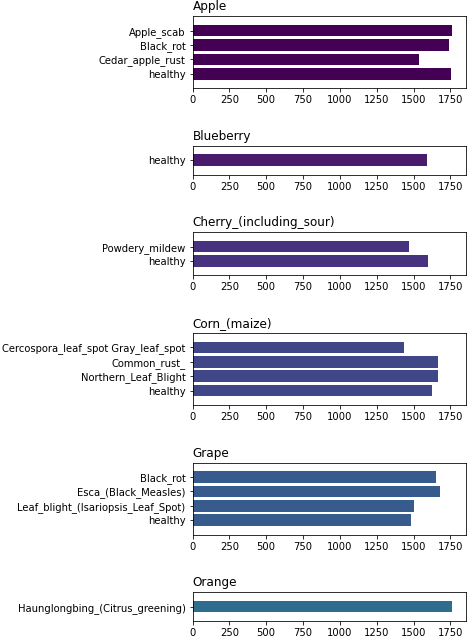 Apple
Apple_scab
Black_rot
Cedar_apple_rust
healthy
0 250 500 750 1000 1250 1500 1750
Blueberry
healthy
0 250 500 750 1000 1250 1500 1750
Cherry_(including_sour)
Powdery_mildew
healthy
0 250 500 750 1000 1250 1500 1750
Corn_(maize)
Cercospora_leaf_spot Gray_leaf_spot
Common_rust_
Northern_Leaf_Blight
healthy
0 250 500 750 1000 1250 1500 1750
Grape
Black_rot
Esca_(Black_Measles)
Leaf_blight_(Isariopsis_Leaf_Spot)
healthy
0 250 500 750 1000 1250 1500 1750
Orange
Haunglongbing_(Citrus_greening)
0 250 500 750 1000 1250 1500 1750